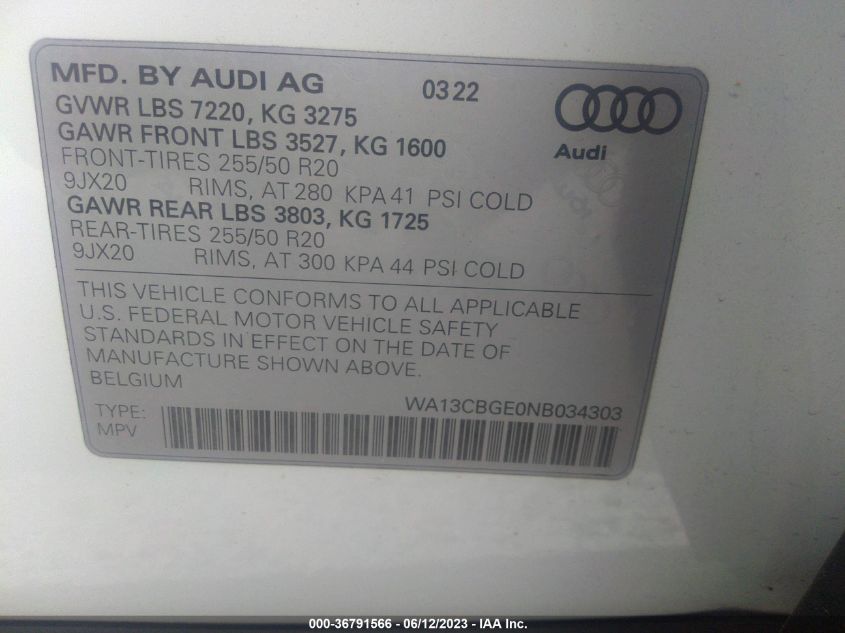 MFD. BY AUDI AG 0322
GVWR LBS 7220, KG 3275
GAWR FRONT LBS 3527, KG 1600
Audi
FRONT-TIRES 255/50 R20
9JX20 RIMS, AT 280 KPA 41 PSI COLD
GAWR REAR LBS 3803, KG 1725
REAR-TIRES 255/50 R20
9JX20 RIMS, AT 300 KPA 44 PSI COLD
THIS VEHICLE CONFORMS TO ALL APPLICABLE
U.S. FEDERAL MOTOR VEHICLE SAFETY
STANDARDS IN EFFECT ON THE DATE OF
MANUFACTURE SHOWN ABOVE.
BELGIUM
WA13CBGE0NB034303
TYPE:
MPV
000-36791566 - 06/12/2023 - IAA Inc.